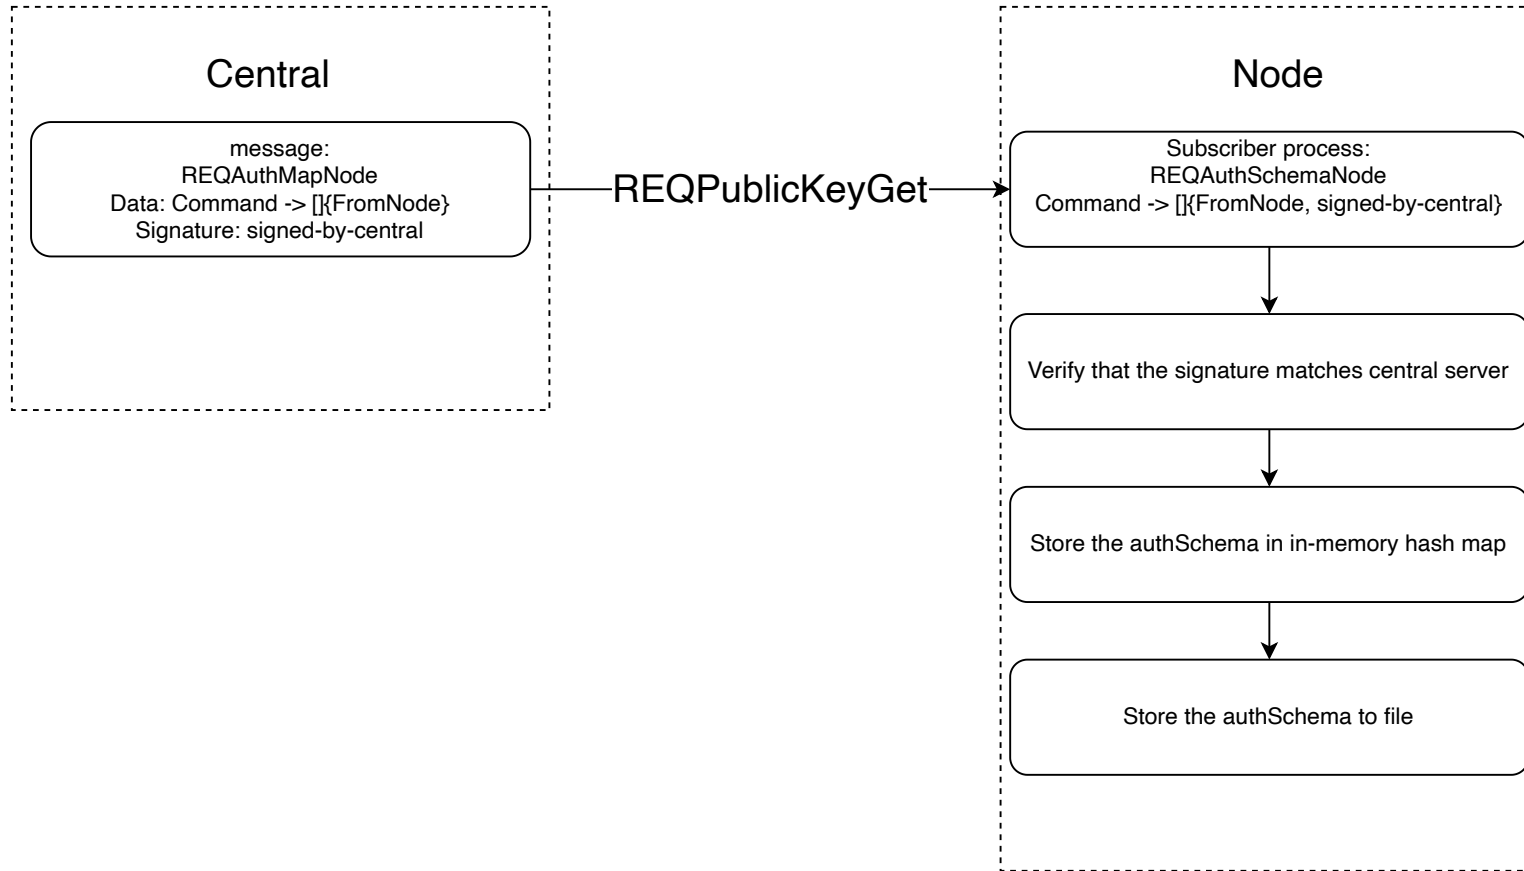 Central
message:
REQAuthMapNode
Data: Command -> []{FromNode}
Signature: signed-by-central
REQPublicKeyGet
Node
Subscriber process:
REQAuthSchemaNode
Command -> []{FromNode, signed-by-central}
Verify that the signature matches central server
Store the authSchema in in-memory hash map
Store the authSchema to file